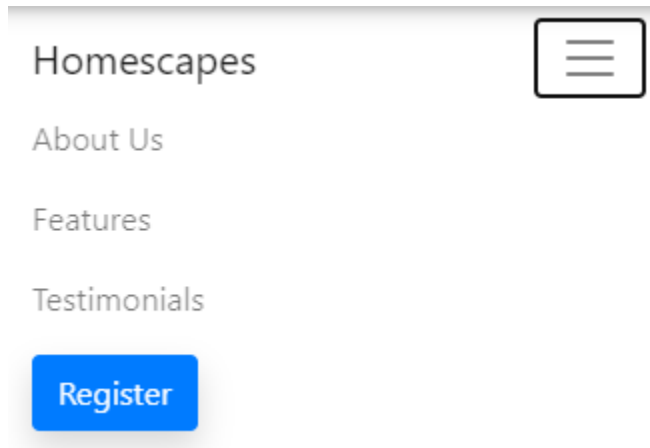 Homescapes
About Us
Features
Testimonials
Register